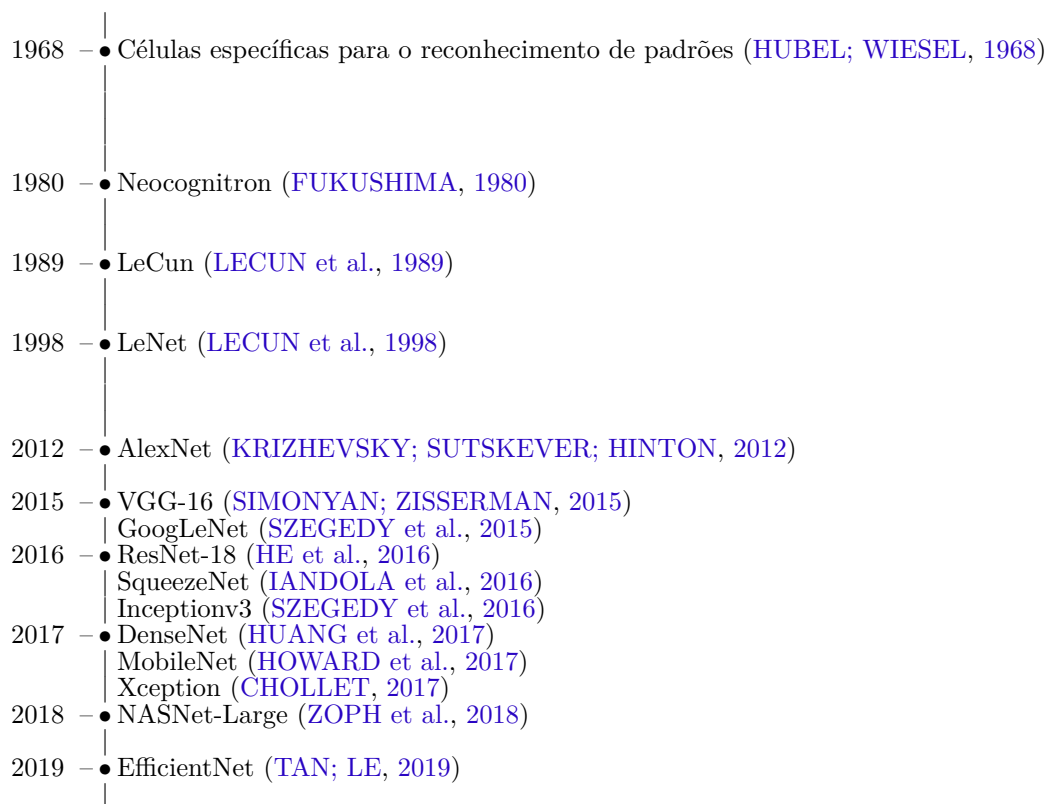 1968 – • Células específicas para o reconhecimento de padrões (HUBEL; WIESEL, 1968)
1980 – • Neocognitron (FUKUSHIMA, 1980)
1989 – • LeCun (LECUN et al., 1989)
1998 – • LeNet (LECUN et al., 1998)
2012 – • AlexNet (KRIZHEVSKY; SUTSKEVER; HINTON, 2012)
2015 – • VGG-16 (SIMONYAN; ZISSERMAN, 2015)
GoogLeNet (SZEGEDY et al., 2015)
2016 – • ResNet-18 (HE et al., 2016)
SqueezeNet (IANDOLA et al., 2016)
Inceptionv3 (SZEGEDY et al., 2016)
2017 – • DenseNet (HUANG et al., 2017)
MobileNet (HOWARD et al., 2017)
Xception (CHOLLET, 2017)
2018 – • NASNet-Large (ZOPH et al., 2018)
2019 – • EfficientNet (TAN; LE, 2019)